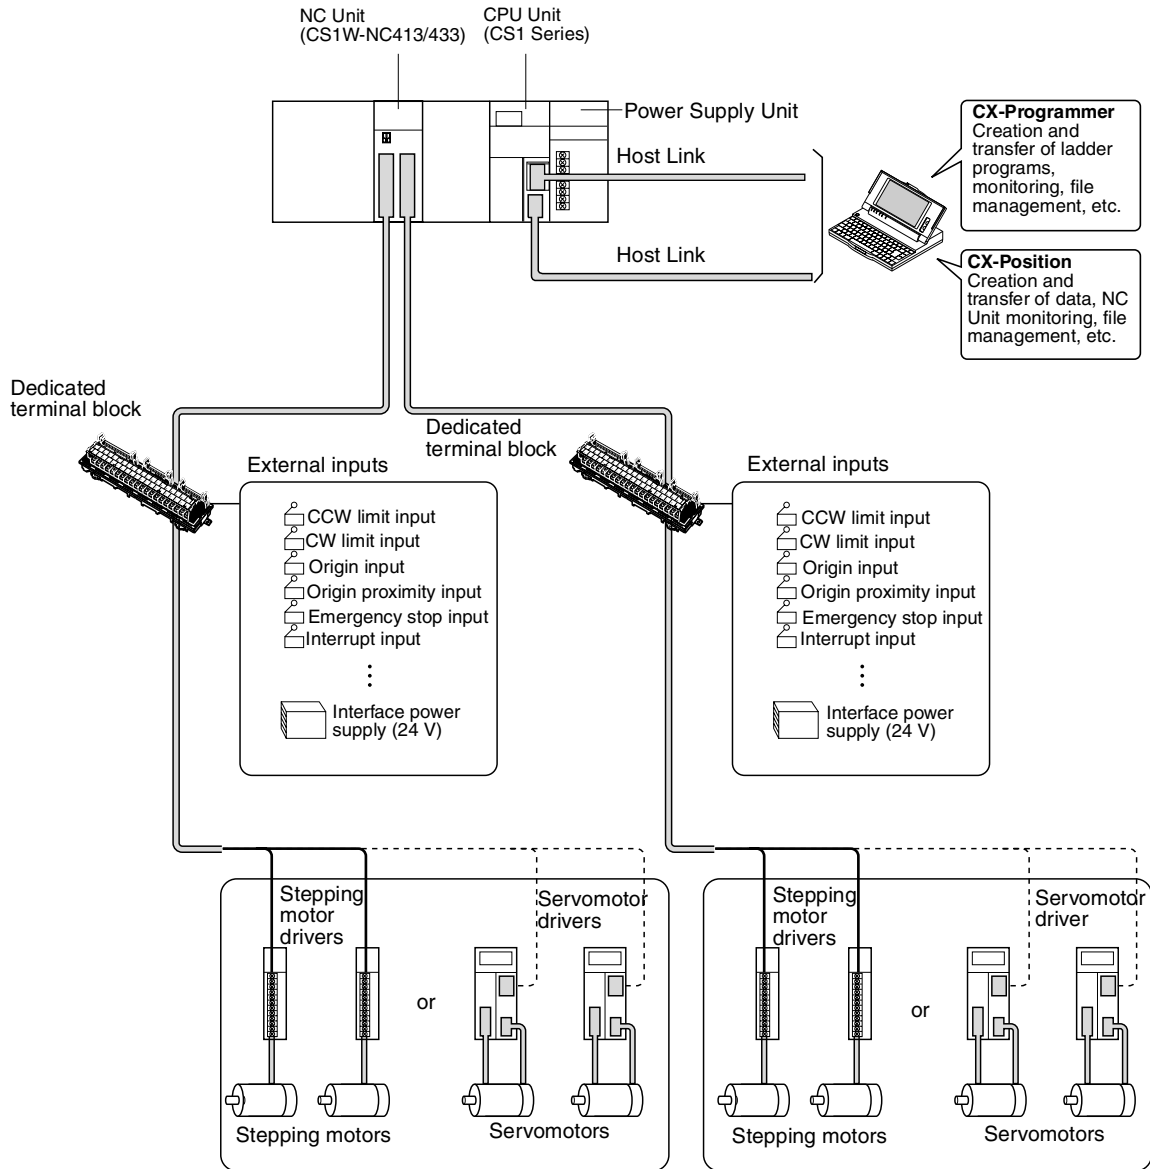 NC Unit
(CS1W-NC413/433)
CPU Unit
(CS1 Series)
Power Supply Unit
Host Link
Host Link
CX-Programmer
Creation and
transfer of ladder
programs,
monitoring, file
management, etc.
CX-Position
Creation and
transfer of data, NC
Unit monitoring, file
management, etc.
Dedicated
terminal block
External inputs
CCW limit input
CW limit input
Origin input
Origin proximity input
Emergency stop input
Interrupt input
Interface power
supply (24 V)
Dedicated
terminal block
External inputs
CCW limit input
CW limit input
Origin input
Origin proximity input
Emergency stop input
Interrupt input
Interface power
supply (24 V)
Stepping
motor
drivers
or
Servomotor
drivers
Stepping motors
Servomotors
Stepping
motor
drivers
or
Servomotor
driver
Stepping motors
Servomotors